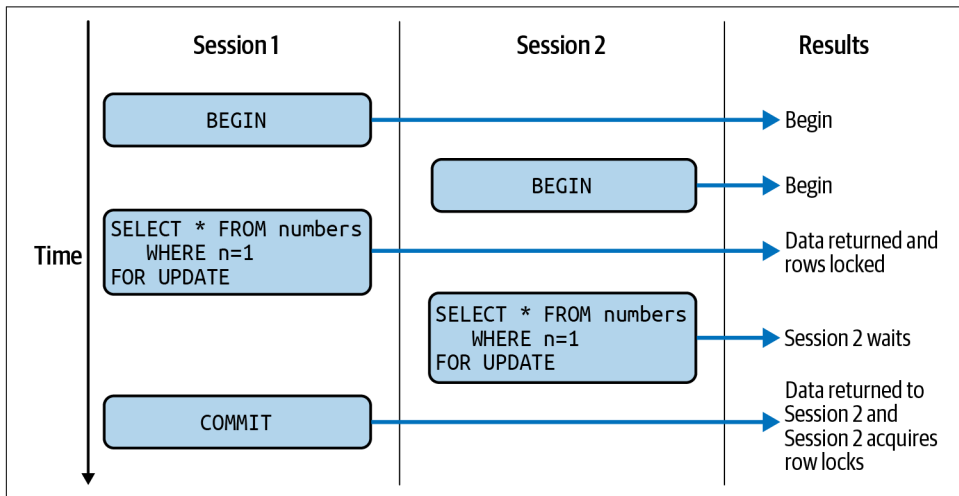 Session 1
Session 2
Results
BEGIN
Begin
BEGIN
Begin
Time
SELECT * FROM numbers
WHERE n=1
FOR UPDATE
Data returned and
rows locked
SELECT * FROM numbers
WHERE n=1
FOR UPDATE
Session 2 waits
COMMIT
Data returned to
Session 2 and
Session 2 acquires
row locks